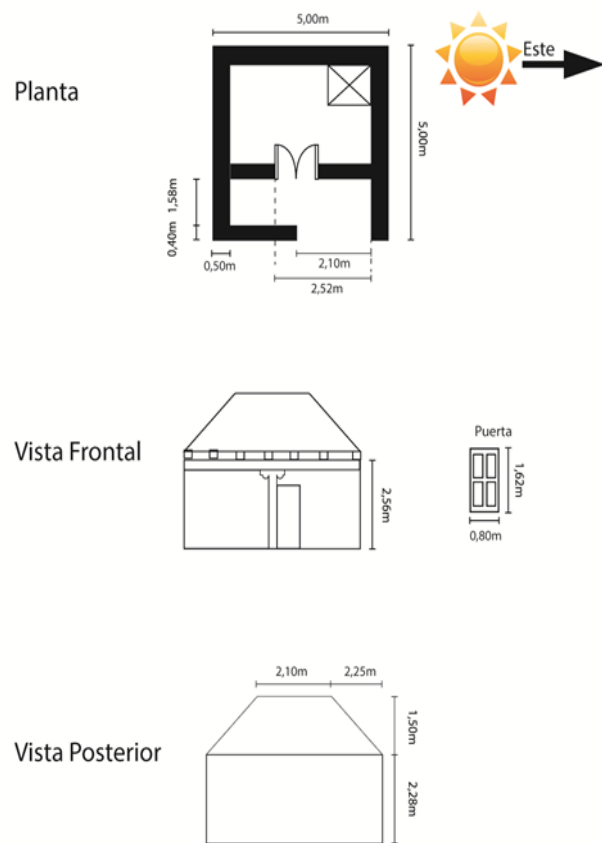 5,00m
Este
Planta
5,00m
1,58m
0,40m
0,50m
2,10m
2,52m
Vista Frontal
2,56m
Puerta
1,62m
0,80m
2,10m
2,25m
1,50m
Vista Posterior
2,28m